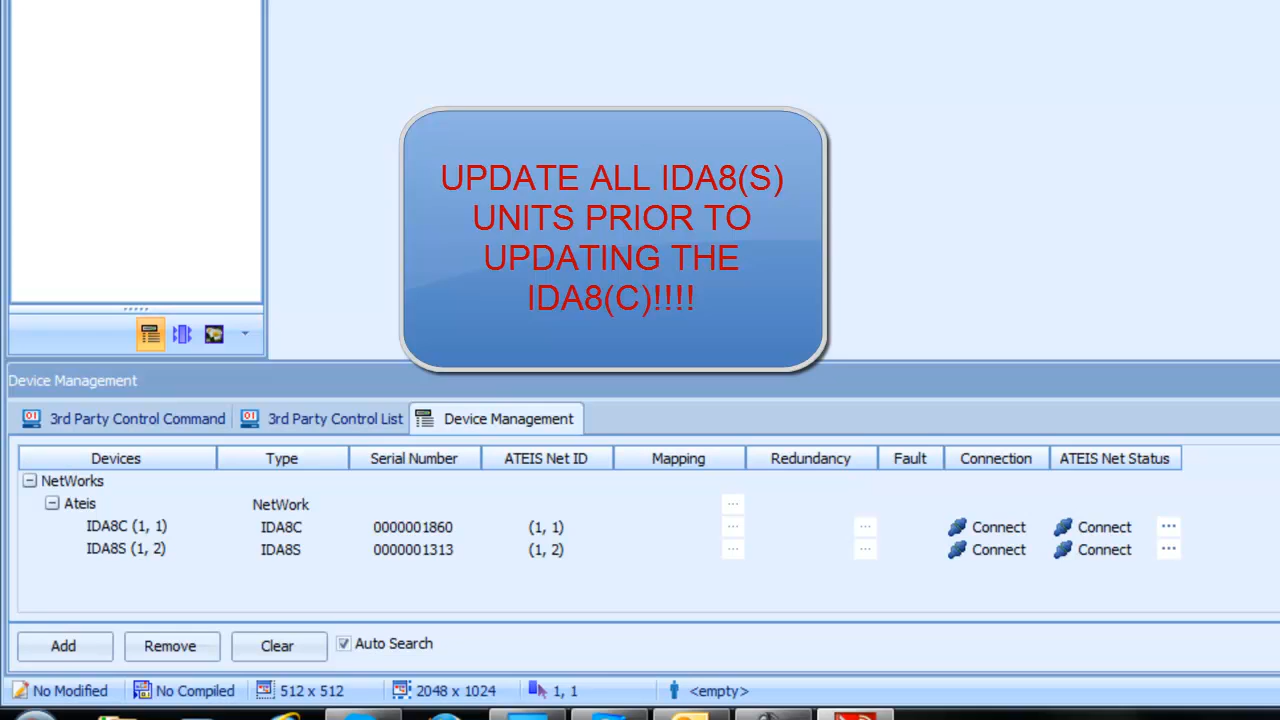 UPDATE ALL IDA8(S)
UNITS PRIOR TO
UPDATING THE
IDA8(C)!!!!
Device Management
3rd Party Control Command 3rd Party Control List Device Management
Devices Type Serial Number ATEIS Net ID Mapping Redundancy Fault Connection ATEIS Net Status
NetWorks
Ateis NetWork ...
IDA8C (1, 1) IDA8C 0000001860 (1, 1) ... ... Connect Connect ...
IDA8S (1, 2) IDA8S 0000001313 (1, 2) ... ... Connect Connect ...
Add Remove Clear Auto Search
No Modified No Compiled 512 x 512 2048 x 1024 1, 1 <empty>